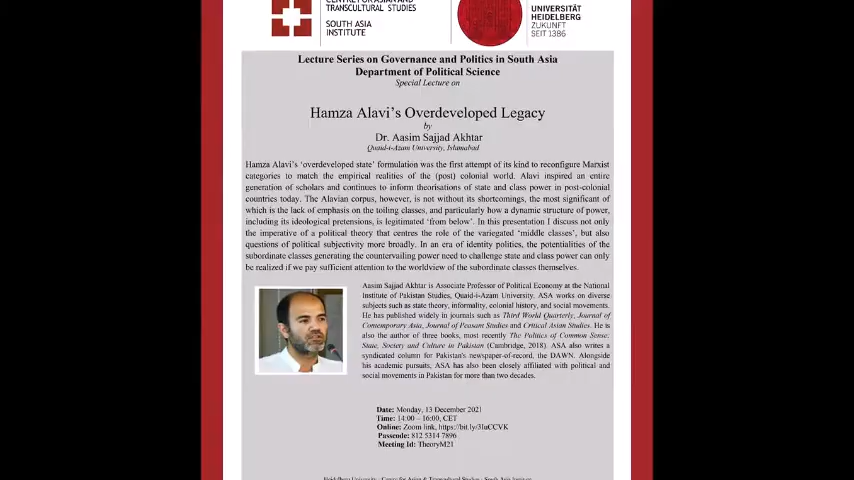 CENTRE FOR ASIAN AND
TRANSCULTURAL STUDIES
SOUTH ASIA
INSTITUTE
UNIVERSITÄT
HEIDELBERG
ZUKUNFT
SEIT 1386
Lecture Series on Governance and Politics in South Asia
Department of Political Science
Special Lecture on
Hamza Alavi's Overdeveloped Legacy
by
Dr. Aasim Sajjad Akhtar
Quaid-i-Azam University, Islamabad
Hamza Alavi's 'overdeveloped state' formulation was the first attempt of its kind to reconfigure Marxist
categories to match the empirical realities of the (post) colonial world. Alavi inspired an entire
generation of scholars and continues to inform theorisations of state and class power in post-colonial
countries today. The Alavian corpus, however, is not without its shortcomings, the most significant of
which is the lack of emphasis on the toiling classes, and particularly how a dynamic structure of power,
including its ideological pretensions, is legitimated 'from below'. In this presentation I discuss not only
the imperative of a political theory that centres the role of the variegated 'middle classes', but also
questions of political subjectivity more broadly. In an era of identity politics, the potentialities of the
subordinate classes generating the countervailing power need to challenge state and class power can only
be realized if we pay sufficient attention to the worldview of the subordinate classes themselves.
Aasim Sajjad Akhtar is Associate Professor of Political Economy at the National
Institute of Pakistan Studies, Quaid-i-Azam University. ASA works on diverse
subjects such as state theory, informality, colonial history, and social movements.
He has published widely in journals such as Third World Quarterly, Journal of
Contemporary Asia, Journal of Peasant Studies and Critical Asian Studies. He is
also the author of three books, most recently The Politics of Common Sense:
State, Society and Culture in Pakistan (Cambridge, 2018). ASA also writes a
syndicated column for Pakistan's newspaper-of-record, the DAWN. Alongside
his academic pursuits, ASA has also been closely affiliated with political and
social movements in Pakistan for more than two decades.
Date: Monday, 13 December 2021
Time: 14:00 – 16:00, CET
Online: Zoom link, https://bit.ly/3IuCCVK
Passcode: 812 5314 7896
Meeting Id: TheoryM21
Heidelberg University - Centre for Asian & Transcultural Studies - South Asia Institute